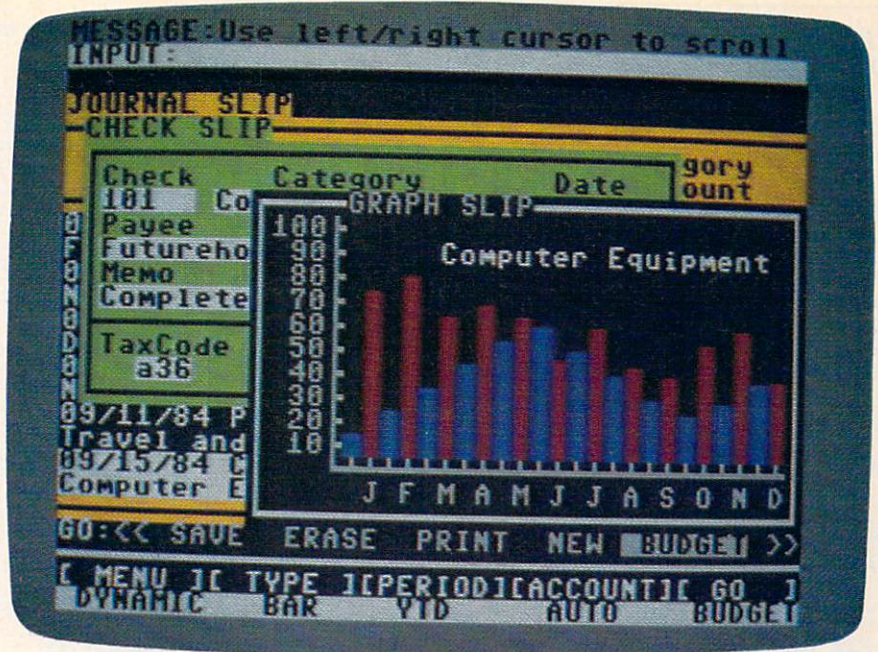 MESSAGE:Use left/right cursor to scroll
INPUT:
JOURNAL SLIP
CHECK SLIP
Check Category Date gory
101 Co ount
Payee
Futureho
Memo
Complete
TaxCode
a36
GRAPH SLIP
Computer Equipment
100
90
80
70
60
50
40
30
20
10
J F M A M J J A S O N D
09/11/84 P
Travel and
09/15/84 C
Computer E
GO:<< SAVE ERASE PRINT NEW BUDGET >>
[ MENU ][ TYPE ][PERIOD][ACCOUNT][ GO ]
DYNAMIC BAR YTD AUTO BUDGET